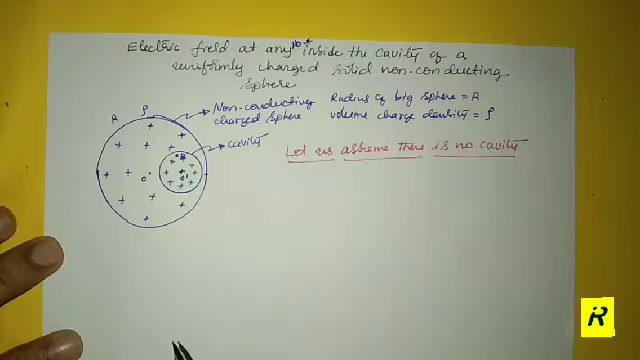 Electric field at any pt inside the cavity of a
uniformly charged solid non-conducting
sphere
R
ρ
Non-conducting
charged sphere
Radius of big sphere = R
volume charge density = ρ
cavity
Let us assume there is no cavity
O
iR